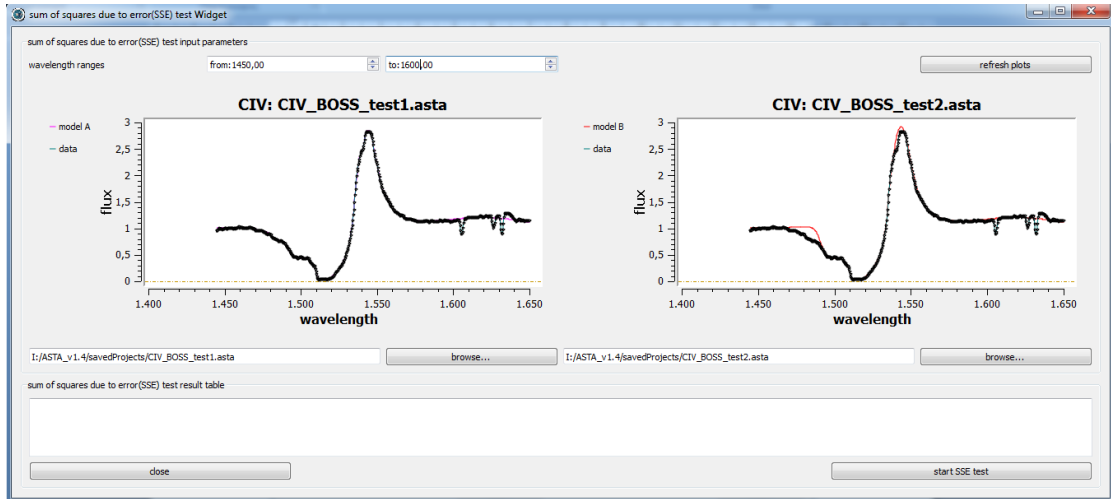 sum of squares due to error(SSE) test Widget
sum of squares due to error(SSE) test input parameters
wavelength ranges
from:1450,00
to:1600,00
refresh plots
CIV: CIV_BOSS_test1.asta
model A
data
flux
3
2,5
2
1,5
1
0,5
0
1.400 1.450 1.500 1.550 1.600 1.650
wavelength
CIV: CIV_BOSS_test2.asta
model B
data
flux
3
2,5
2
1,5
1
0,5
0
1.400 1.450 1.500 1.550 1.600 1.650
wavelength
I:/ASTA_v1.4/savedProjects/CIV_BOSS_test1.asta
browse...
I:/ASTA_v1.4/savedProjects/CIV_BOSS_test2.asta
browse...
sum of squares due to error(SSE) test result table
close
start SSE test